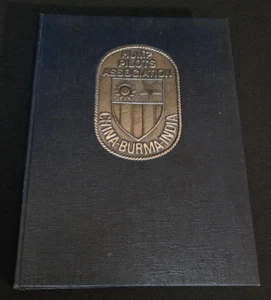 HUMP
PILOTS
ASSOCIATION
CHINA-BURMA-INDIA